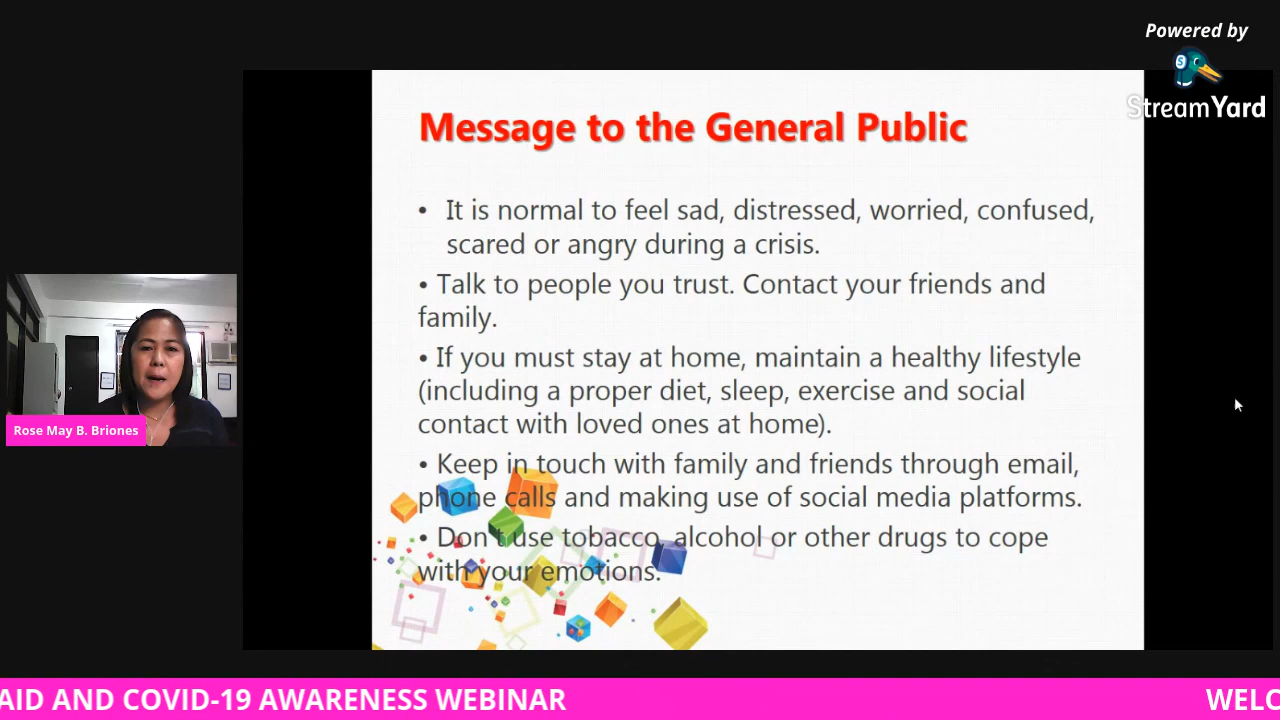 Powered by
StreamYard
Message to the General Public
• It is normal to feel sad, distressed, worried, confused,
scared or angry during a crisis.
• Talk to people you trust. Contact your friends and
family.
• If you must stay at home, maintain a healthy lifestyle
(including a proper diet, sleep, exercise and social
contact with loved ones at home).
• Keep in touch with family and friends through email,
phone calls and making use of social media platforms.
• Don't use tobacco, alcohol or other drugs to cope
with your emotions.
Rose May B. Briones
AID AND COVID-19 AWARENESS WEBINAR
WELC